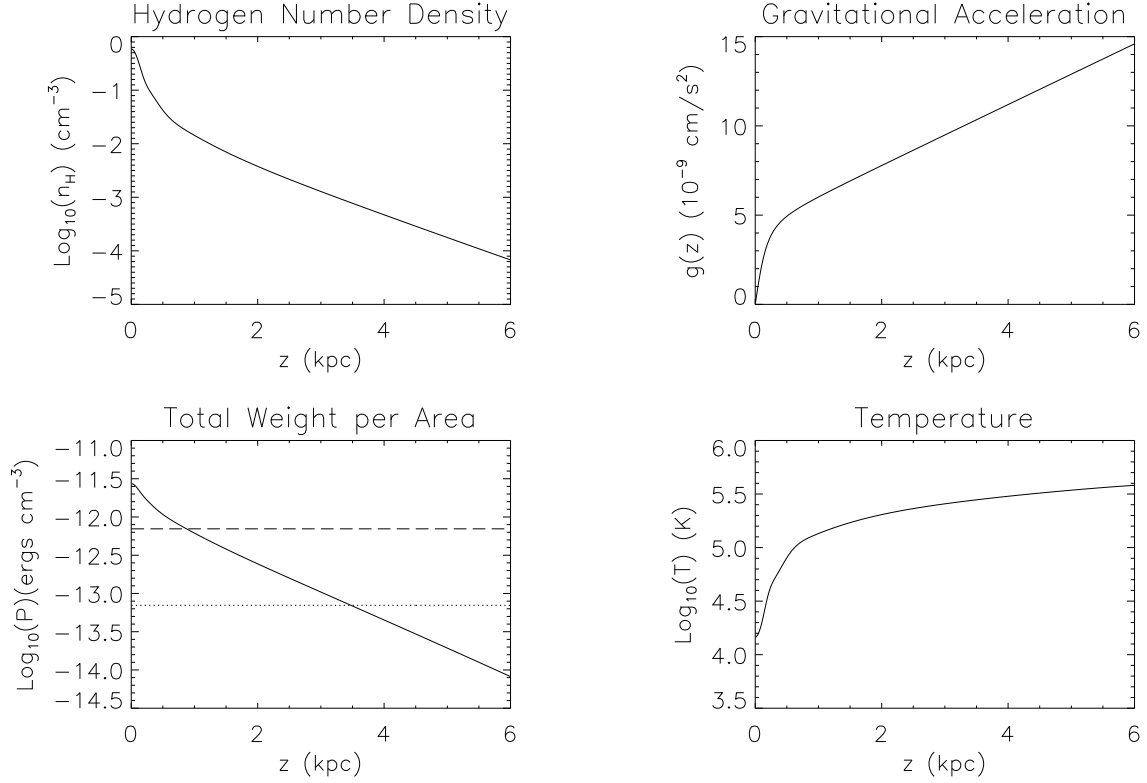 Hydrogen Number Density
Log₁₀(n_H) (cm⁻³)
0
−1
−2
−3
−4
−5
0 2 4 6
z (kpc)
Gravitational Acceleration
g(z) (10⁻⁹ cm/s²)
15
10
5
0
0 2 4 6
z (kpc)
Total Weight per Area
Log₁₀(P)(ergs cm⁻³)
−11.0
−11.5
−12.0
−12.5
−13.0
−13.5
−14.0
−14.5
0 2 4 6
z (kpc)
Temperature
Log₁₀(T) (K)
6.0
5.5
5.0
4.5
4.0
3.5
0 2 4 6
z (kpc)